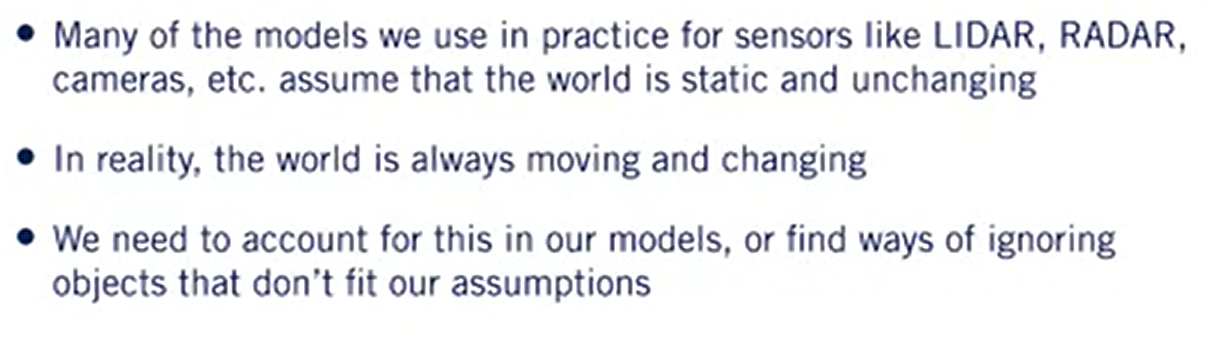 • Many of the models we use in practice for sensors like LIDAR, RADAR,
cameras, etc. assume that the world is static and unchanging
• In reality, the world is always moving and changing
• We need to account for this in our models, or find ways of ignoring
objects that don't fit our assumptions